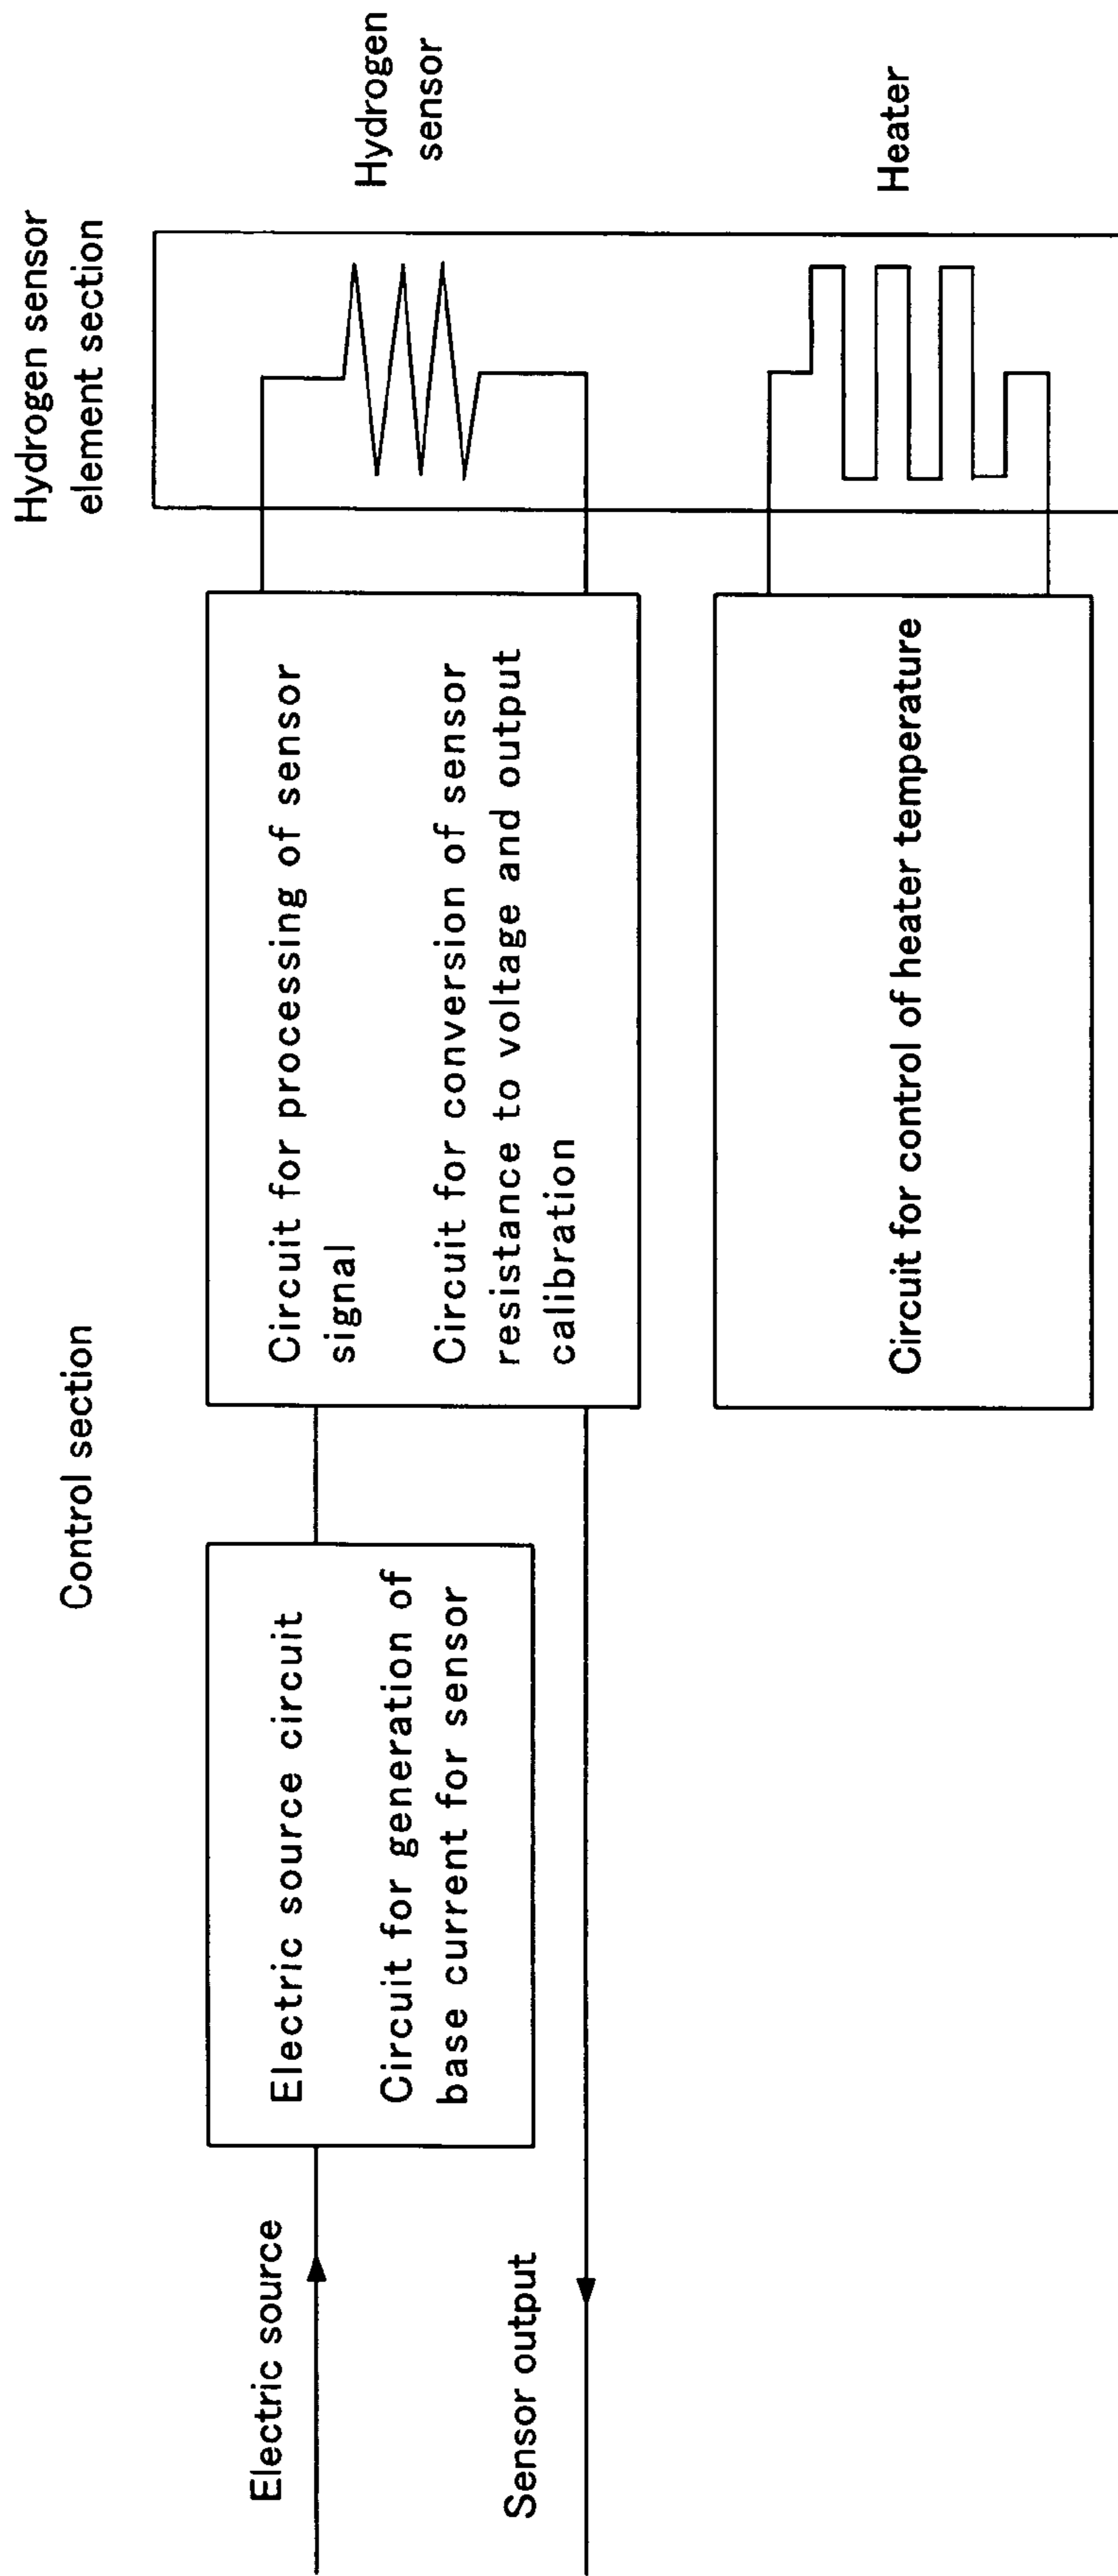 Control section
Hydrogen sensor
element section
Electric source
Electric source circuit
Circuit for generation of
base current for sensor
Circuit for processing of sensor
signal
Circuit for conversion of sensor
resistance to voltage and output
calibration
Hydrogen
sensor
Sensor output
Circuit for control of heater temperature
Heater